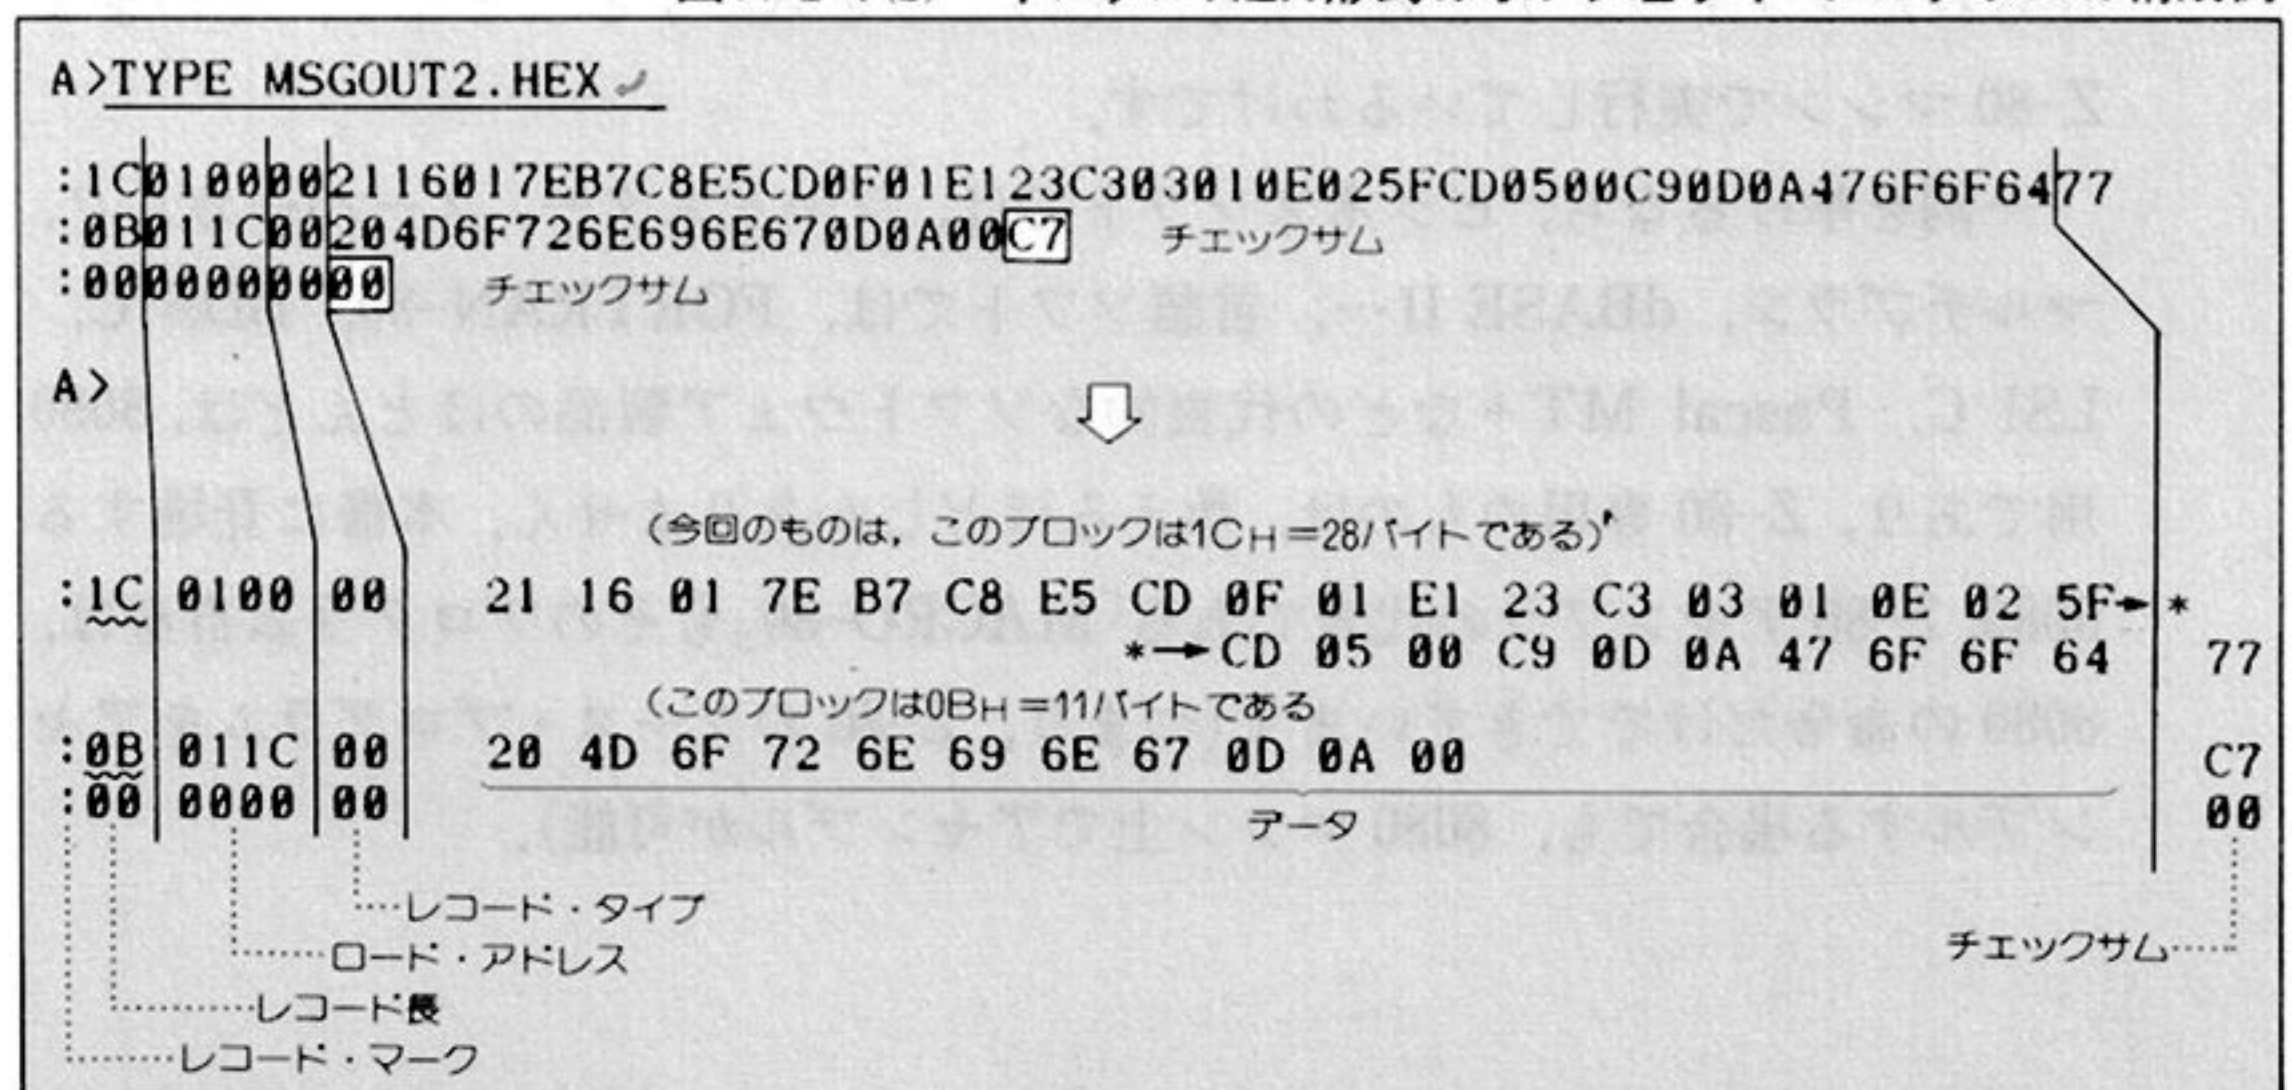 A>TYPE MSGOUT2.HEX
:1C0100002116017EB7C8E5CD0F01E123C303010E025FCD0500C90D0A476F6F6477
:0B011C00204D6F726E696E670D0A00C7 チェックサム
:0000000000 チェックサム
A>
(今回のものは,このブロックは1CH=28バイトである)
:1C 0100 00 21 16 01 7E B7 C8 E5 CD 0F 01 E1 23 C3 03 01 0E 02 5F→*
*→CD 05 00 C9 0D 0A 47 6F 6F 64 77
(このブロックは0BH=11バイトである
:0B 011C 00 20 4D 6F 72 6E 69 6E 67 0D 0A 00 C7
:00 0000 00 00
データ
レコード・タイプ
ロード・アドレス
チェックサム
レコード長
レコード・マーク